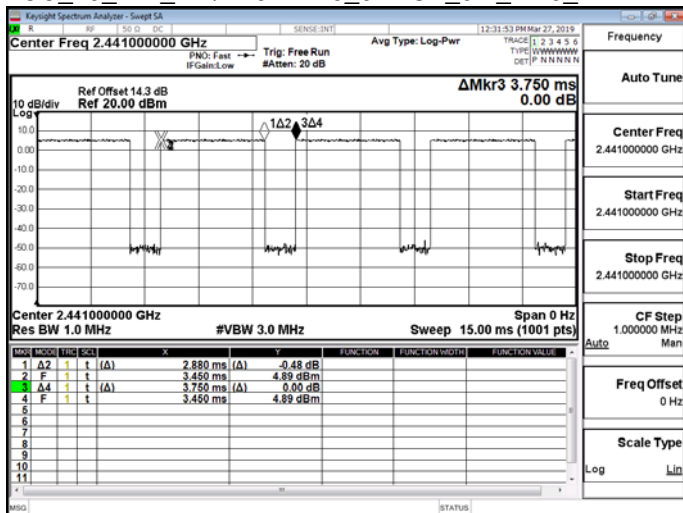 Keysight Spectrum Analyzer - Swept SA
R RF 50 Ω DC SENSE:INT 12:31:53 PM Mar 27, 2019
Center Freq 2.441000000 GHz
PNO: Fast
IFGain:Low
Trig: Free Run
#Atten: 20 dB
Avg Type: Log-Pwr
TRACE 1 2 3 4 5 6
TYPE WWWWWW
DET P N N N N N
Ref Offset 14.3 dB
ΔMkr3 3.750 ms
10 dB/div Ref 20.00 dBm 0.00 dB
Log
10.0
1Δ2 3Δ4
0.00
-10.0
-20.0
-30.0
-40.0
-50.0
-60.0
-70.0
Center 2.441000000 GHz Span 0 Hz
Res BW 1.0 MHz #VBW 3.0 MHz Sweep 15.00 ms (1001 pts)
MKR MODE TRC SCL X Y FUNCTION FUNCTION WIDTH FUNCTION VALUE
1 Δ2 1 t (Δ) 2.880 ms (Δ) -0.48 dB
2 F 1 t 3.450 ms 4.89 dBm
3 Δ4 1 t (Δ) 3.750 ms (Δ) 0.00 dB
4 F 1 t 3.450 ms 4.89 dBm
5
6
7
8
9
10
11
MSG STATUS
Frequency
Auto Tune
Center Freq
2.441000000 GHz
Start Freq
2.441000000 GHz
Stop Freq
2.441000000 GHz
CF Step
1.000000 MHz
Auto Man
Freq Offset
0 Hz
Scale Type
Log Lin